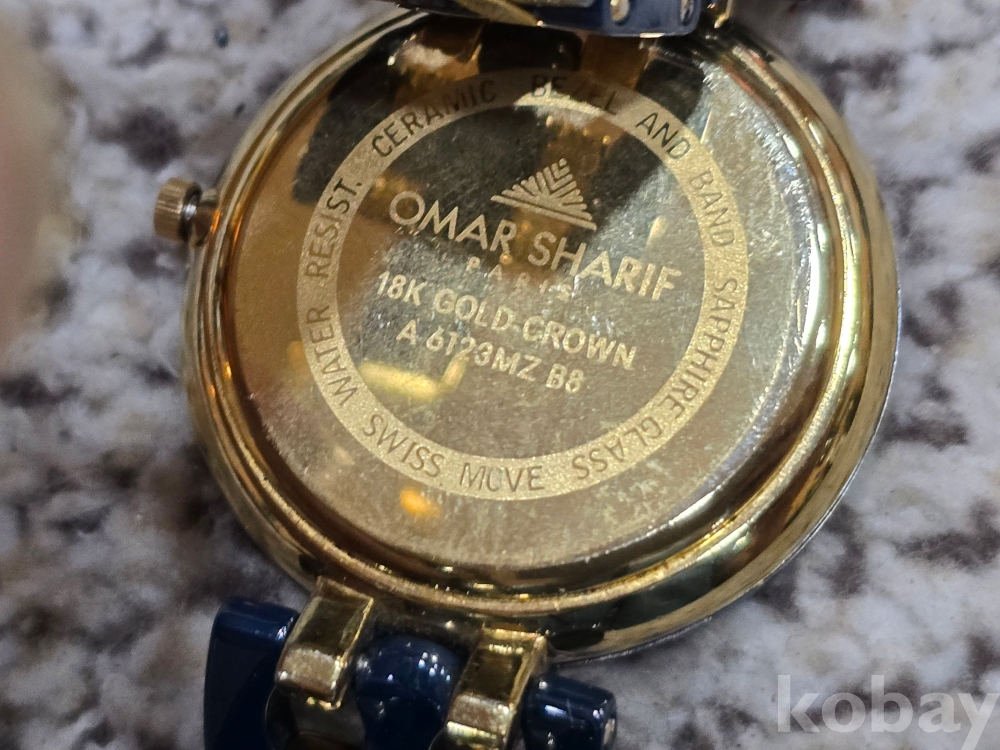 OMAR SHARIF
PARIS
18K GOLD-CROWN
A 6123MZ B8
WATER RESIST. CERAMIC BEZEL AND BAND SAPPHIRE GLASS
SWISS MOVE
kobay